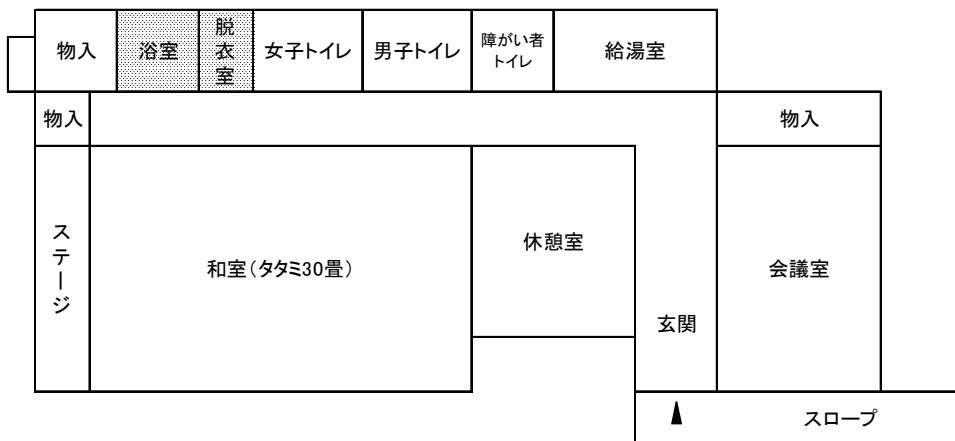 物入
浴室
脱衣室
女子トイレ
男子トイレ
障がい者
トイレ
給湯室
物入
物入
ステージ
和室（タタミ30畳）
休憩室
会議室
玄関
スロープ